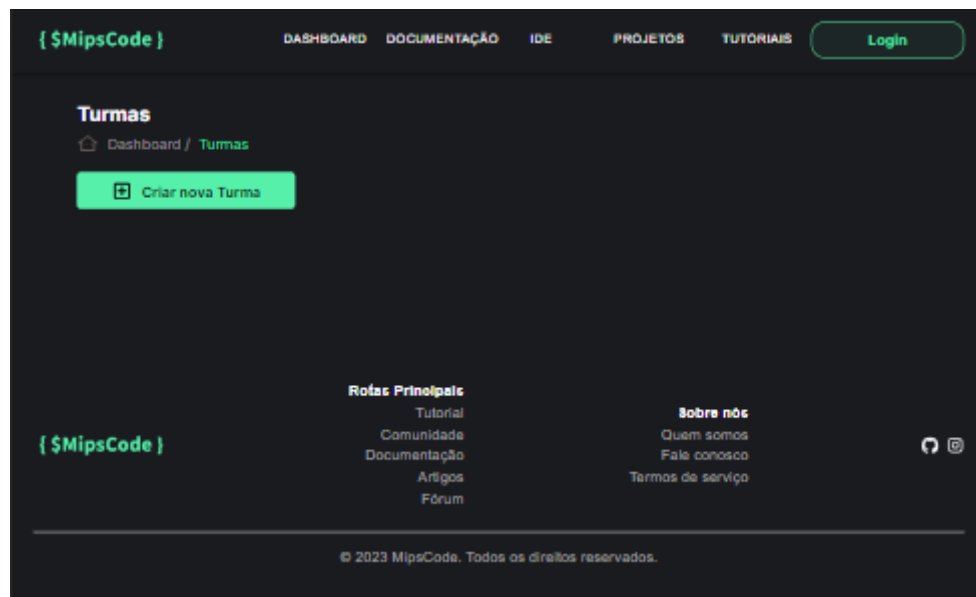 { $MipsCode } DASHBOARD DOCUMENTAÇÃO IDE PROJETOS TUTORIAIS Login
Turmas
Dashboard / Turmas
Criar nova Turma
Rotas Principais
Tutorial
Comunidade
Documentação
Artigos
Fórum
Sobre nós
Quem somos
Fale conosco
Termos de serviço
{ $MipsCode }
© 2023 MipsCode. Todos os direitos reservados.